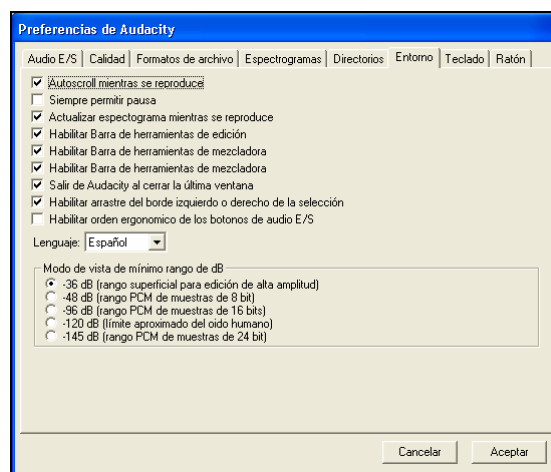 Preferencias de Audacity
Audio E/S Calidad Formatos de archivo Espectrogramas Directorios Entorno Teclado Ratón
Autoscroll mientras se reproduce
Siempre permitir pausa
Actualizar espectograma mientras se reproduce
Habilitar Barra de herramientas de edición
Habilitar Barra de herramientas de mezcladora
Habilitar Barra de herramientas de mezcladora
Salir de Audacity al cerrar la última ventana
Habilitar arrastre del borde izquierdo o derecho de la selección
Habilitar orden ergonomico de los botonos de audio E/S
Lenguaje: Español
Modo de vista de mínimo rango de dB
-36 dB (rango superficial para edición de alta amplitud)
-48 dB (rango PCM de muestras de 8 bit)
-96 dB (rango PCM de muestras de 16 bits)
-120 dB (límite aproximado del oido humano)
-145 dB (rango PCM de muestras de 24 bit)
Cancelar Aceptar